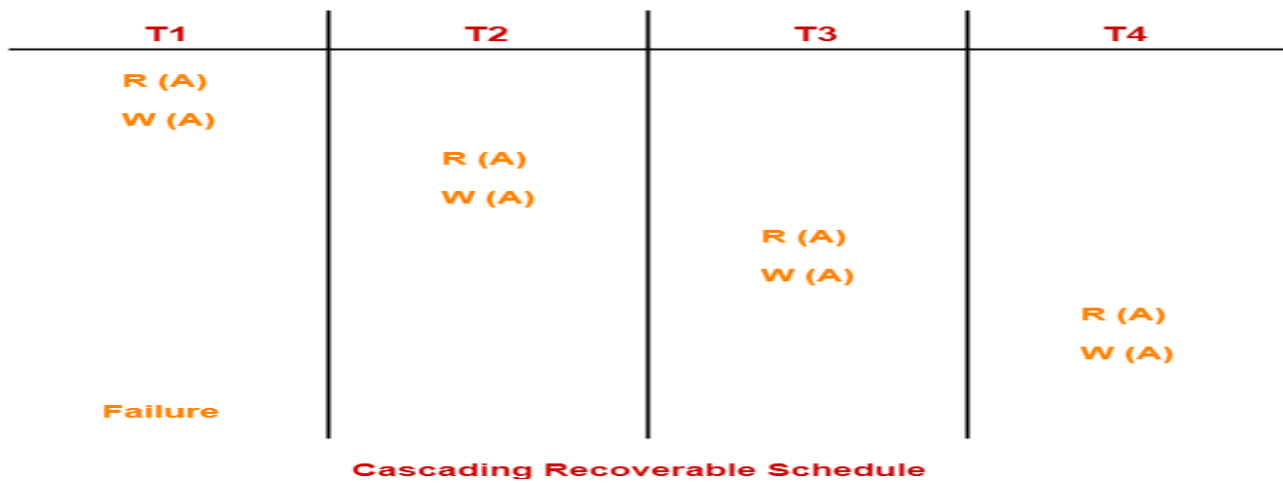 T1 T2 T3 T4
R (A)
W (A)
R (A)
W (A)
R (A)
W (A)
R (A)
W (A)
Failure
Cascading Recoverable Schedule